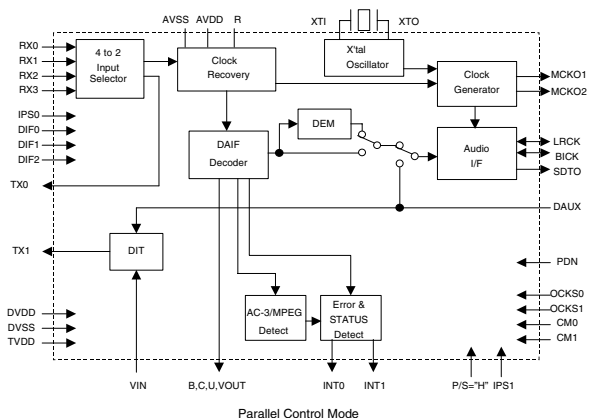 AVSS AVDD R
XTI XTO
RX0
RX1
RX2
RX3
4 to 2
Input
Selector
Clock
Recovery
X'tal
Oscillator
Clock
Generator
MCKO1
MCKO2
IPS0
DIF0
DIF1
DIF2
DEM
DAIF
Decoder
Audio
I/F
LRCK
BICK
SDTO
TX0
DAUX
TX1
DIT
PDN
AC-3/MPEG
Detect
Error &
STATUS
Detect
OCKS0
OCKS1
CM0
CM1
DVDD
DVSS
TVDD
VIN
B,C,U,VOUT
INT0
INT1
P/S="H"
IPS1
Parallel Control Mode